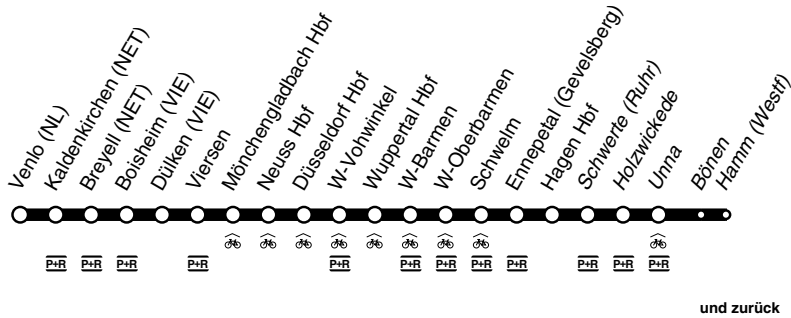 Venlo (NL)
Kaldenkirchen (NET)
Breyell (NET)
Boisheim (VIE)
Dülken (VIE)
Viersen
Mönchengladbach Hbf
Neuss Hbf
Düsseldorf Hbf
W-Vohwinkel
Wuppertal Hbf
W-Barmen
W-Oberbarmen
Schwelm
Ennepetal (Gevelsberg)
Hagen Hbf
Schwerte (Ruhr)
Holzwickede
Unna
Bönen
Hamm (Westf)
P+R P+R P+R P+R P+R P+R P+R P+R P+R P+R P+R P+R
und zurück